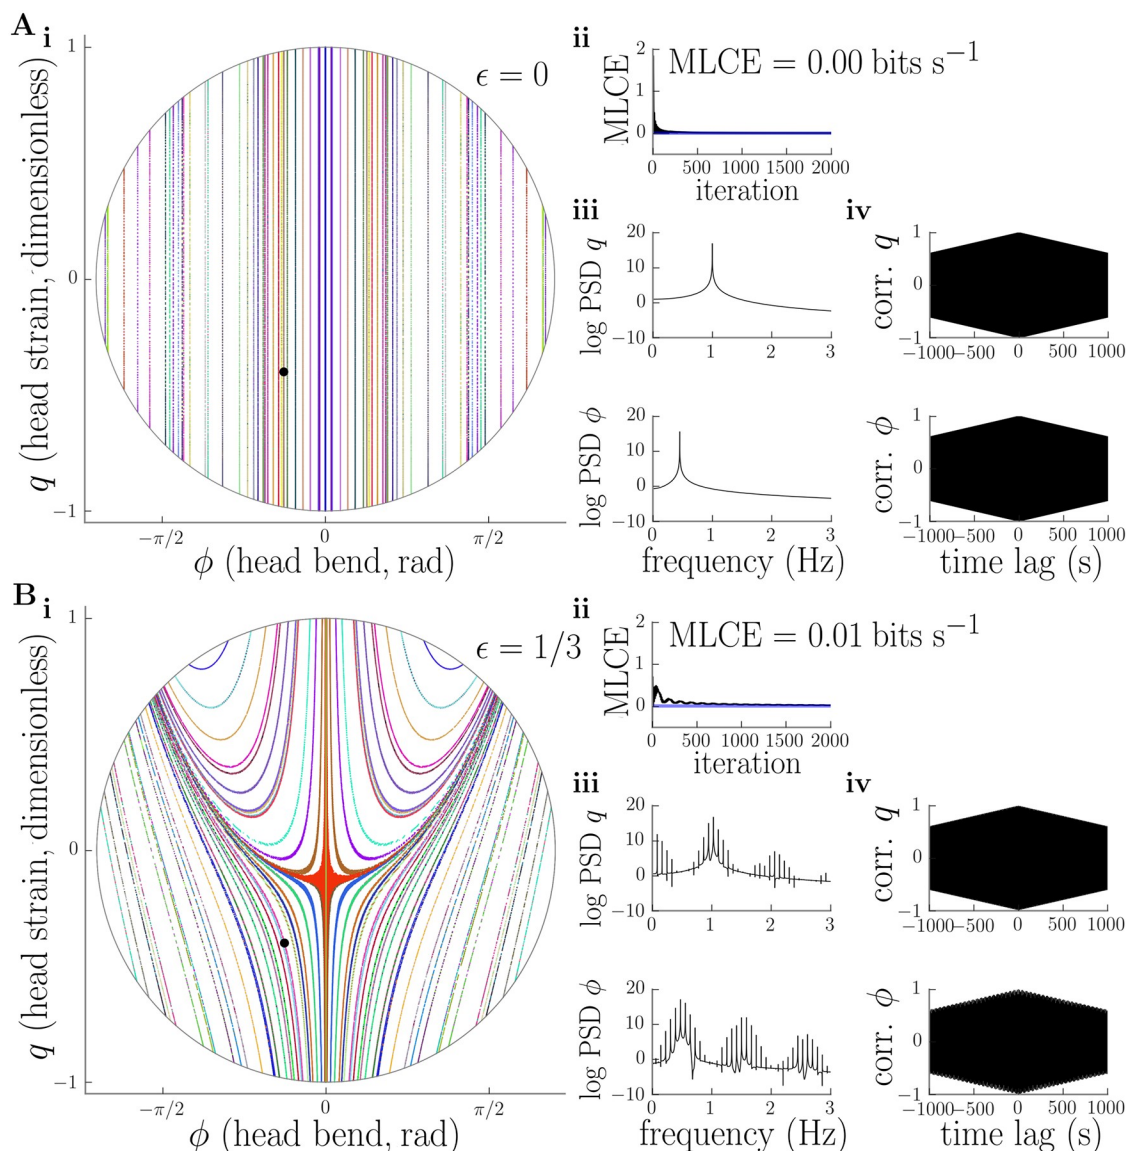 A
i
ϵ = 0
q (head strain, dimensionless)
1
0
−1
−π/2
0
π/2
ϕ (head bend, rad)
ii
MLCE = 0.00 bits s−1
MLCE
2
1
0
0
500
1000
1500
2000
iteration
iii
log PSD q
20
10
0
−10
0
1
2
3
iv
corr. q
1
0
−1
−1000
−500
0
500
1000
log PSD ϕ
20
10
0
−10
0
1
2
3
frequency (Hz)
corr. ϕ
1
0
−1
−1000
−500
0
500
1000
time lag (s)
B
i
ϵ = 1/3
q (head strain, dimensionless)
1
0
−1
−π/2
0
π/2
ϕ (head bend, rad)
ii
MLCE = 0.01 bits s−1
MLCE
2
1
0
0
500
1000
1500
2000
iteration
iii
log PSD q
20
10
0
−10
0
1
2
3
iv
corr. q
1
0
−1
−1000
−500
0
500
1000
log PSD ϕ
20
10
0
−10
0
1
2
3
frequency (Hz)
corr. ϕ
1
0
−1
−1000
−500
0
500
1000
time lag (s)